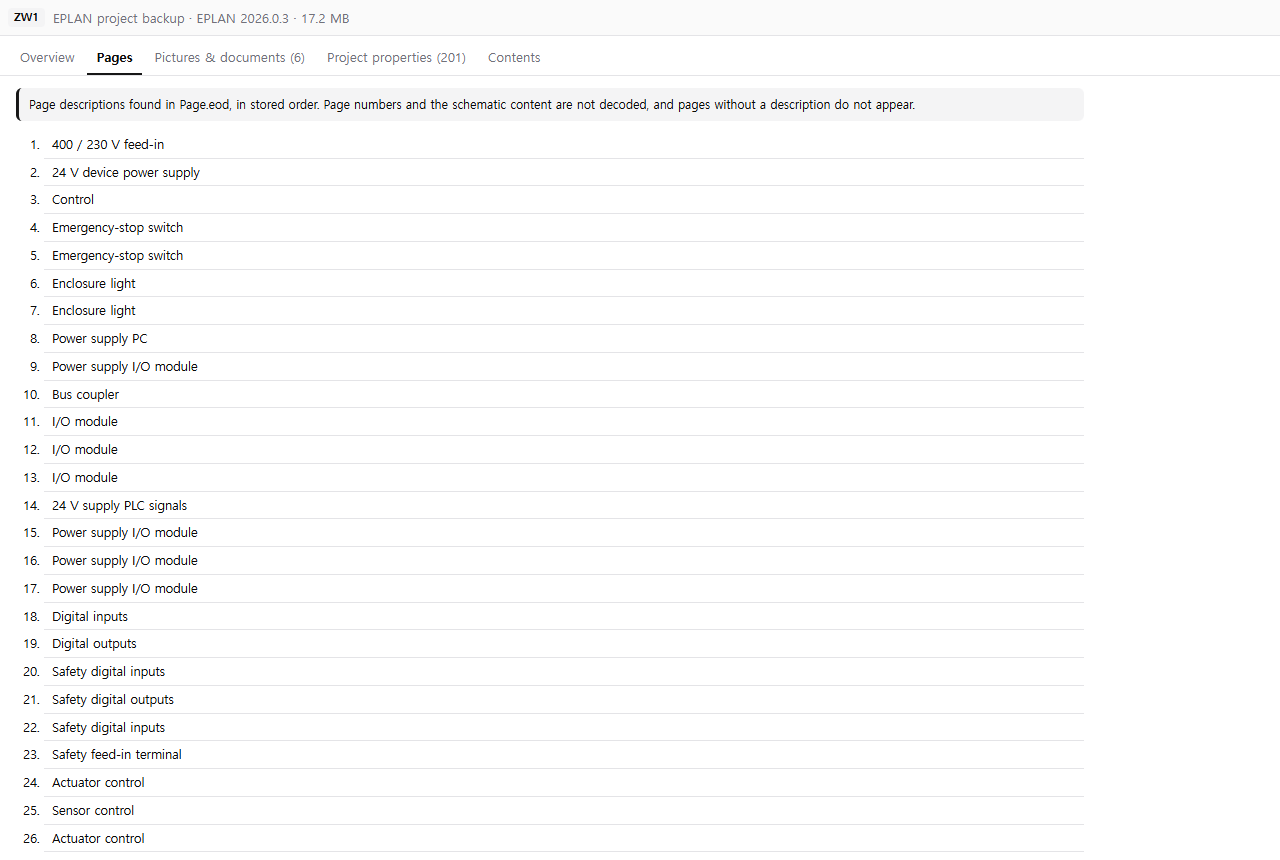 ZW1 EPLAN project backup · EPLAN 2026.0.3 · 17.2 MB
Overview Pages Pictures & documents (6) Project properties (201) Contents
Page descriptions found in Page.eod, in stored order. Page numbers and the schematic content are not decoded, and pages without a description do not appear.
1. 400 / 230 V feed-in
2. 24 V device power supply
3. Control
4. Emergency-stop switch
5. Emergency-stop switch
6. Enclosure light
7. Enclosure light
8. Power supply PC
9. Power supply I/O module
10. Bus coupler
11. I/O module
12. I/O module
13. I/O module
14. 24 V supply PLC signals
15. Power supply I/O module
16. Power supply I/O module
17. Power supply I/O module
18. Digital inputs
19. Digital outputs
20. Safety digital inputs
21. Safety digital outputs
22. Safety digital inputs
23. Safety feed-in terminal
24. Actuator control
25. Sensor control
26. Actuator control